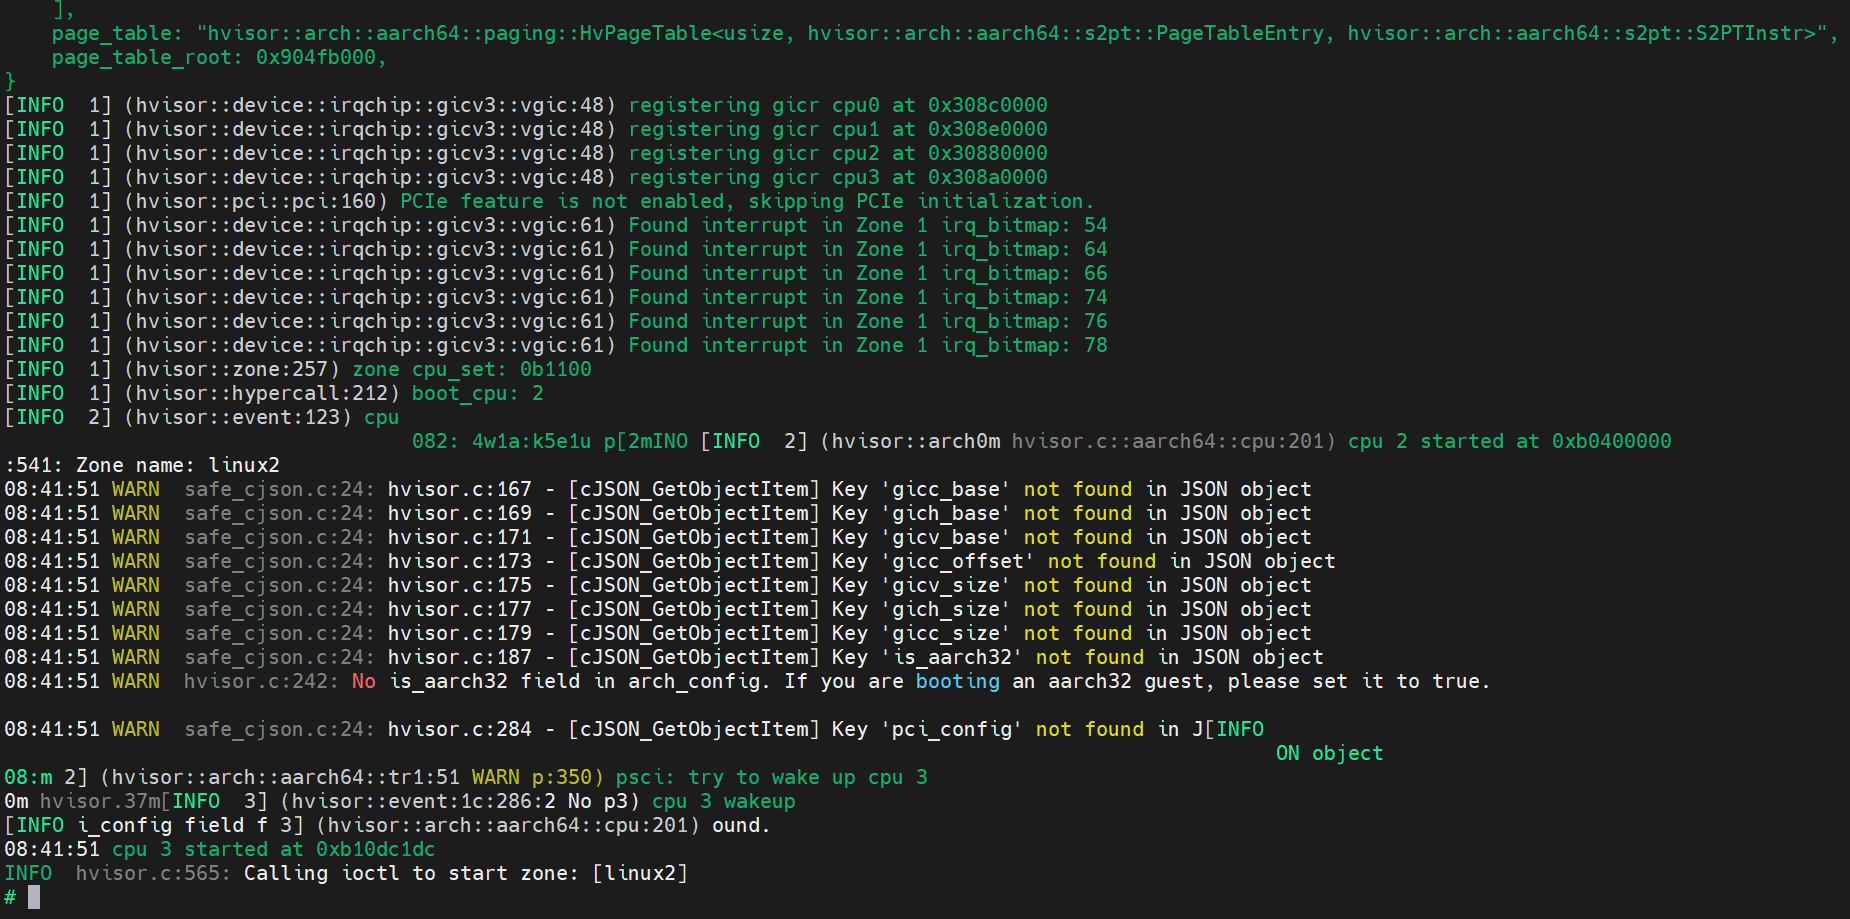 ],
page_table: "hvisor::arch::aarch64::paging::HvPageTable<usize, hvisor::arch::aarch64::s2pt::PageTableEntry, hvisor::arch::aarch64::s2pt::S2PTInstr>",
page_table_root: 0x904fb000,
}
[INFO  1] (hvisor::device::irqchip::gicv3::vgic:48) registering gicr cpu0 at 0x308c0000
[INFO  1] (hvisor::device::irqchip::gicv3::vgic:48) registering gicr cpu1 at 0x308e0000
[INFO  1] (hvisor::device::irqchip::gicv3::vgic:48) registering gicr cpu2 at 0x30880000
[INFO  1] (hvisor::device::irqchip::gicv3::vgic:48) registering gicr cpu3 at 0x308a0000
[INFO  1] (hvisor::pci::pci:160) PCIe feature is not enabled, skipping PCIe initialization.
[INFO  1] (hvisor::device::irqchip::gicv3::vgic:61) Found interrupt in Zone 1 irq_bitmap: 54
[INFO  1] (hvisor::device::irqchip::gicv3::vgic:61) Found interrupt in Zone 1 irq_bitmap: 64
[INFO  1] (hvisor::device::irqchip::gicv3::vgic:61) Found interrupt in Zone 1 irq_bitmap: 66
[INFO  1] (hvisor::device::irqchip::gicv3::vgic:61) Found interrupt in Zone 1 irq_bitmap: 74
[INFO  1] (hvisor::device::irqchip::gicv3::vgic:61) Found interrupt in Zone 1 irq_bitmap: 76
[INFO  1] (hvisor::device::irqchip::gicv3::vgic:61) Found interrupt in Zone 1 irq_bitmap: 78
[INFO  1] (hvisor::zone:257) zone cpu_set: 0b1100
[INFO  1] (hvisor::hypercall:212) boot_cpu: 2
[INFO  2] (hvisor::event:123) cpu
082: 4w1a:k5e1u p[2mINO [INFO  2] (hvisor::arch0m hvisor.c::aarch64::cpu:201) cpu 2 started at 0xb0400000
:541: Zone name: linux2
08:41:51 WARN  safe_cjson.c:24: hvisor.c:167 - [cJSON_GetObjectItem] Key 'gicc_base' not found in JSON object
08:41:51 WARN  safe_cjson.c:24: hvisor.c:169 - [cJSON_GetObjectItem] Key 'gich_base' not found in JSON object
08:41:51 WARN  safe_cjson.c:24: hvisor.c:171 - [cJSON_GetObjectItem] Key 'gicv_base' not found in JSON object
08:41:51 WARN  safe_cjson.c:24: hvisor.c:173 - [cJSON_GetObjectItem] Key 'gicc_offset' not found in JSON object
08:41:51 WARN  safe_cjson.c:24: hvisor.c:175 - [cJSON_GetObjectItem] Key 'gicv_size' not found in JSON object
08:41:51 WARN  safe_cjson.c:24: hvisor.c:177 - [cJSON_GetObjectItem] Key 'gich_size' not found in JSON object
08:41:51 WARN  safe_cjson.c:24: hvisor.c:179 - [cJSON_GetObjectItem] Key 'gicc_size' not found in JSON object
08:41:51 WARN  safe_cjson.c:24: hvisor.c:187 - [cJSON_GetObjectItem] Key 'is_aarch32' not found in JSON object
08:41:51 WARN  hvisor.c:242: No is_aarch32 field in arch_config. If you are booting an aarch32 guest, please set it to true.
08:41:51 WARN  safe_cjson.c:24: hvisor.c:284 - [cJSON_GetObjectItem] Key 'pci_config' not found in J[INFO
ON object
08:m 2] (hvisor::arch::aarch64::tr1:51 WARN p:350) psci: try to wake up cpu 3
0m hvisor.37m[INFO  3] (hvisor::event:1c:286:2 No p3) cpu 3 wakeup
[INFO i_config field f 3] (hvisor::arch::aarch64::cpu:201) ound.
08:41:51 cpu 3 started at 0xb10dc1dc
INFO  hvisor.c:565: Calling ioctl to start zone: [linux2]
#